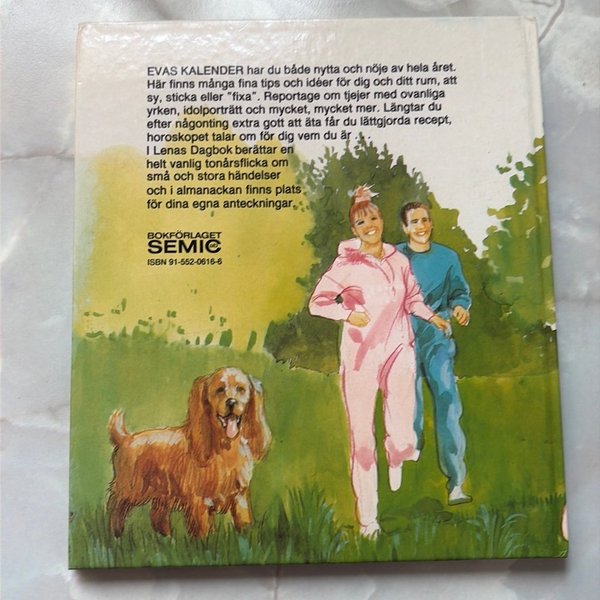 EVAS KALENDER har du både nytta och nöje av hela året.
Här finns många fina tips och idéer för dig och ditt rum, att
sy, sticka eller "fixa". Reportage om tjejer med ovanliga
yrken, idolporträtt och mycket, mycket mer. Längtar du
efter någonting extra gott att äta får du lättgjorda recept,
horoskopet talar om för dig vem du är . . .
I Lenas Dagbok berättar en
helt vanlig tonårsflicka om
små och stora händelser
och i almanackan finns plats
för dina egna anteckningar.
BOKFÖRLAGET
SEMIC
ISBN 91-552-0616-6